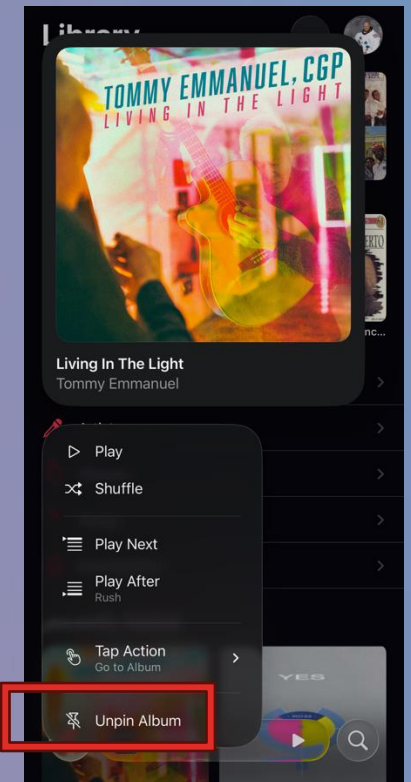 Library
TOMMY EMMANUEL, CGP
LIVING IN THE LIGHT
Living In The Light
Tommy Emmanuel
Play
Shuffle
Play Next
Play After
Rush
Tap Action
Go to Album
Unpin Album
YES